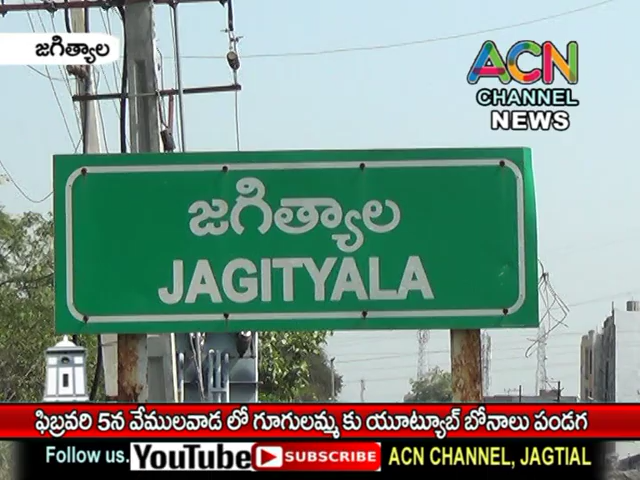 జగిత్యాల
ACN
CHANNEL
NEWS
జగిత్యాల
JAGITYALA
ఫిబ్రవరి 5న వేములవాడ లో గూగులమ్మ కు యూట్యూబ్ బోనాలు పండగ
Follow us. YouTube SUBSCRIBE ACN CHANNEL, JAGTIAL